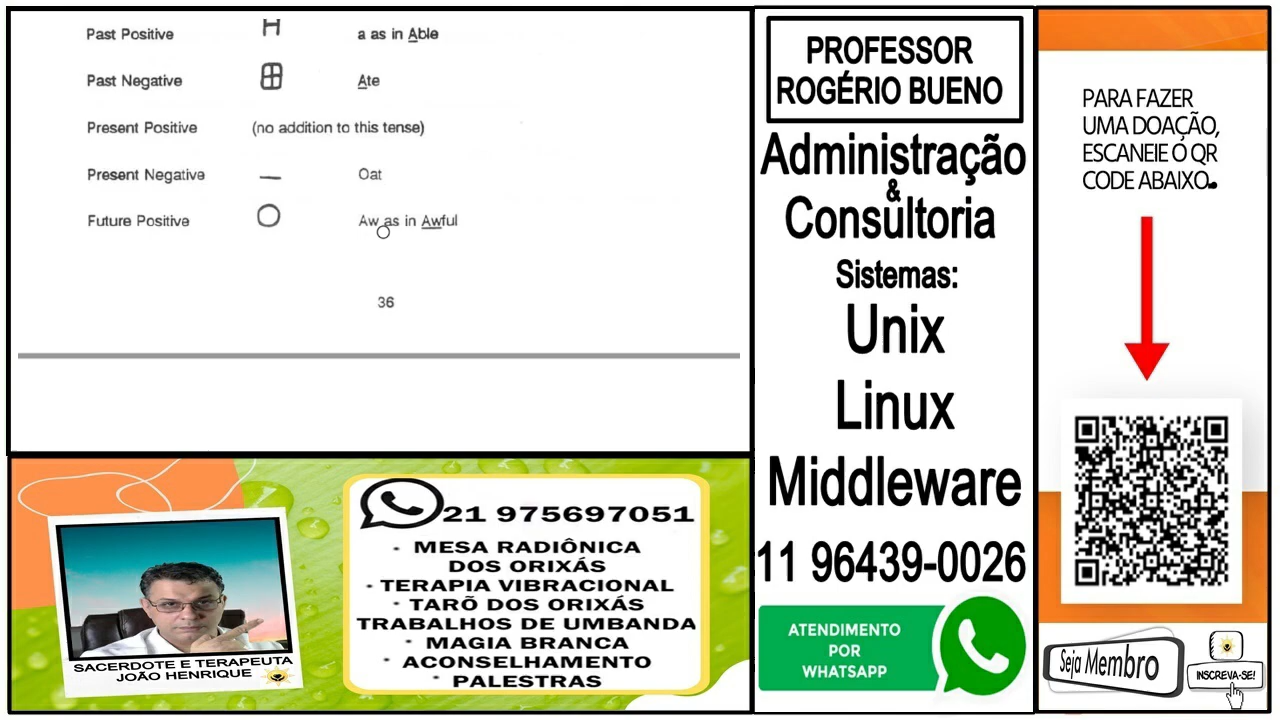 Past Positive a as in Able
Past Negative Ate
Present Positive (no addition to this tense)
Present Negative Oat
Future Positive Aw as in Awful
36
21 975697051
· MESA RADIÔNICA
DOS ORIXÁS
· TERAPIA VIBRACIONAL
· TARÕ DOS ORIXÁS
TRABALHOS DE UMBANDA
· MAGIA BRANCA
· ACONSELHAMENTO
· PALESTRAS
SACERDOTE E TERAPEUTA
JOÃO HENRIQUE
PROFESSOR
ROGÉRIO BUENO
Administração
&
Consultoria
Sistemas:
Unix
Linux
Middleware
11 96439-0026
ATENDIMENTO
POR
WHATSAPP
PARA FAZER
UMA DOAÇÃO,
ESCANEIE O QR
CODE ABAIXO.
Seja Membro
INSCREVA-SE!